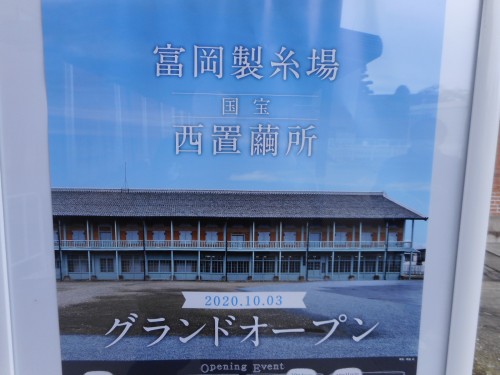 富岡製糸場
国宝
西置繭所
2020.10.03
グランドオープン
Opening Event